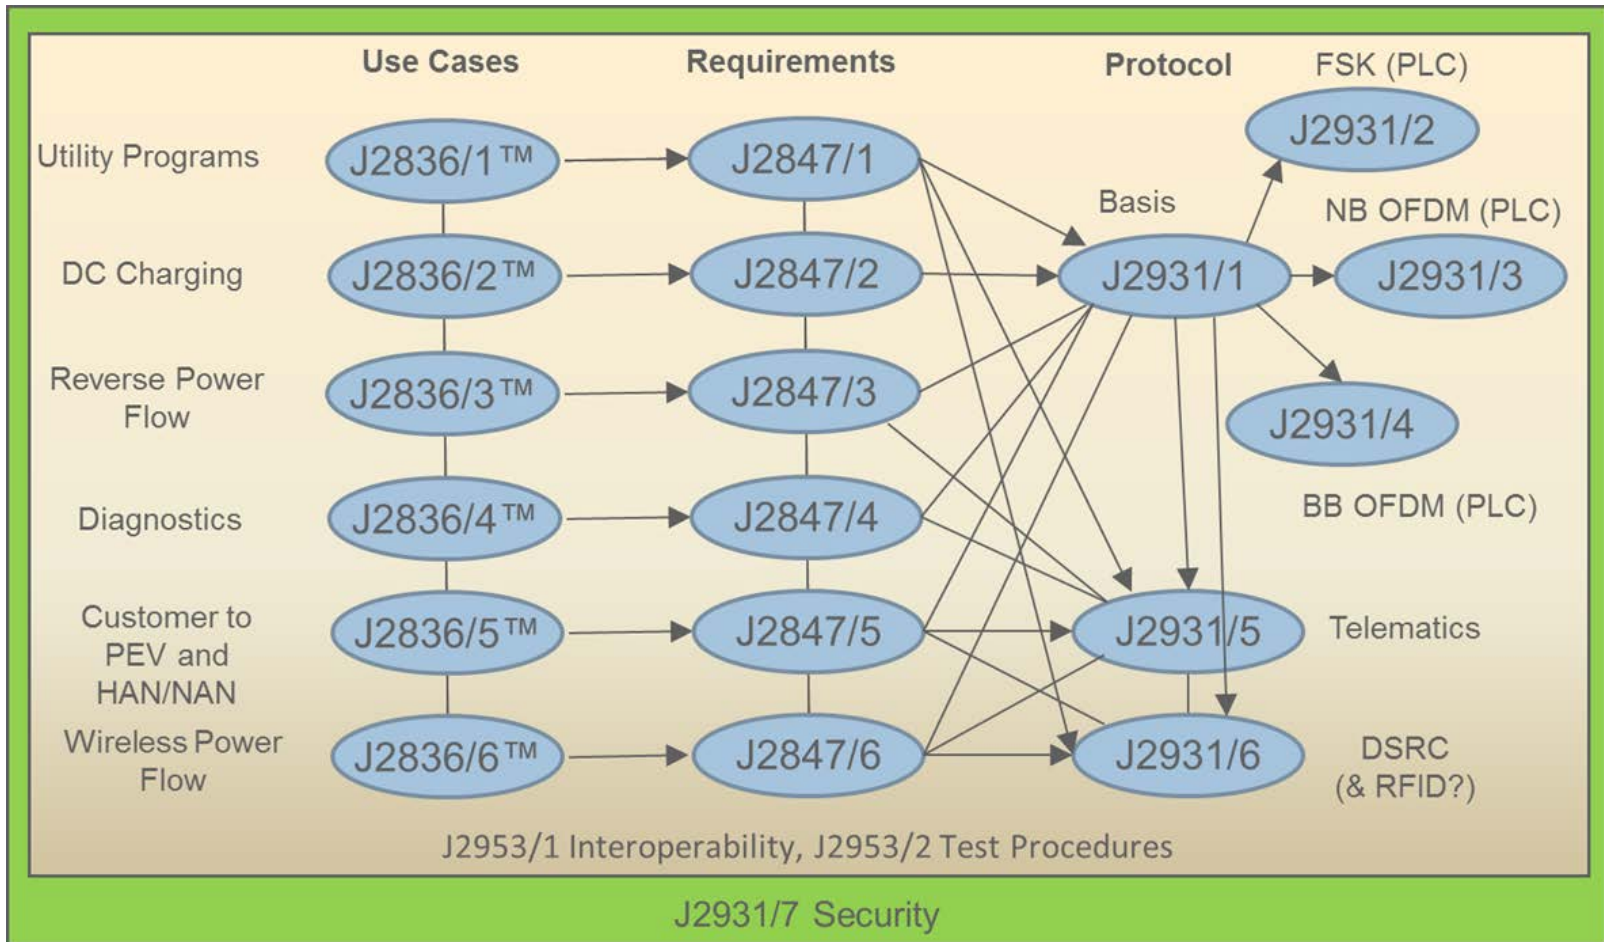 Use Cases
Requirements
Protocol
FSK (PLC)
Utility Programs
J2836/1™
J2847/1
J2931/2
Basis
NB OFDM (PLC)
DC Charging
J2836/2™
J2847/2
J2931/1
J2931/3
Reverse Power
Flow
J2836/3™
J2847/3
J2931/4
Diagnostics
J2836/4™
J2847/4
BB OFDM (PLC)
Customer to
PEV and
HAN/NAN
J2836/5™
J2847/5
J2931/5
Telematics
Wireless Power
Flow
J2836/6™
J2847/6
J2931/6
DSRC
(& RFID?)
J2953/1 Interoperability, J2953/2 Test Procedures
J2931/7 Security